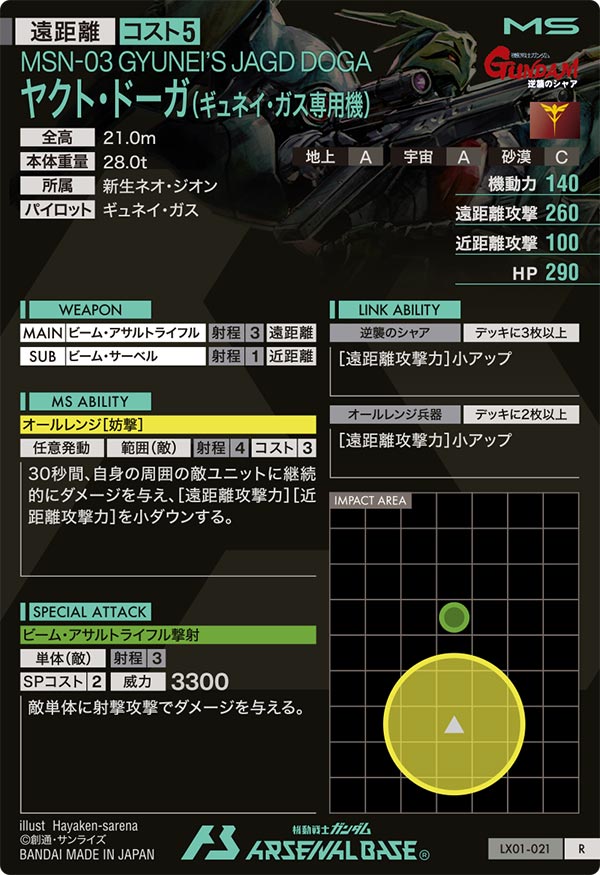 遠距離 コスト5 MS
MSN-03 GYUNEI'S JAGD DOGA
機動戦士ガンダム
GUNDAM
逆襲のシャア
ヤクト・ドーガ(ギュネイ・ガス専用機)
全高 21.0m
本体重量 28.0t
所属 新生ネオ・ジオン
パイロット ギュネイ・ガス
地上 A 宇宙 A 砂漠 C
機動力 140
遠距離攻撃 260
近距離攻撃 100
HP 290
WEAPON
MAIN ビーム・アサルトライフル 射程 3 遠距離
SUB ビーム・サーベル 射程 1 近距離
MS ABILITY
オールレンジ[妨撃]
任意発動 範囲(敵) 射程 4 コスト 3
30秒間、自身の周囲の敵ユニットに継続
的にダメージを与え、[遠距離攻撃力][近
距離攻撃力]を小ダウンする。
SPECIAL ATTACK
ビーム・アサルトライフル撃射
単体(敵) 射程 3
SPコスト 2 威力 3300
敵単体に射撃攻撃でダメージを与える。
LINK ABILITY
逆襲のシャア デッキに3枚以上
[遠距離攻撃力]小アップ
オールレンジ兵器 デッキに2枚以上
[遠距離攻撃力]小アップ
IMPACT AREA
illust Hayaken-sarena
©創通・サンライズ
BANDAI MADE IN JAPAN
機動戦士ガンダム
AB ARSENAL BASE®
LX01-021 R